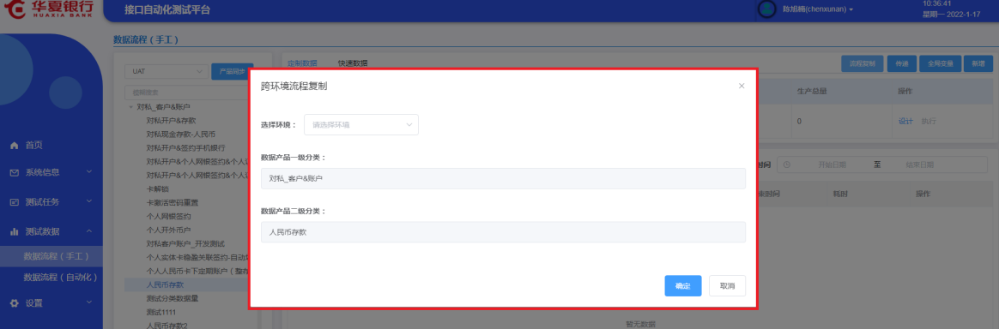 华夏银行
HUAXIA BANK
接口自动化测试平台
陈旭楠(chenxunan)
10:36:41
星期一 2022-1-17
数据流程（手工）
UAT
产品同步
定制数据
快速数据
流程复制
传输
全局变量
新增
对私_客户&账户
对私开户&存款
对私现金存款-人民币
对私开户&签约手机银行
对私开户&个人网银签约&个人
对私开户&个人网银签约&个人
卡解锁
卡激活密码重置
个人网银签约
个人开外币户
对私客户账户_开发测试
个人实体卡稳盈关联签约-自动
个人人民币卡下定期账户（整存
人民币存款
测试分类数据量
测试1111
人民币存款2
首页
系统信息
测试任务
测试数据
数据流程（手工）
数据流程（自动化）
设置
跨环境流程复制
选择环境：
请选择环境
数据产品一级分类：
对私_客户&账户
数据产品二级分类：
人民币存款
确定
取消
生产总量
操作
0
设计
执行
时间
开始日期
至
结束日期
束时间
耗时
操作
暂无数据